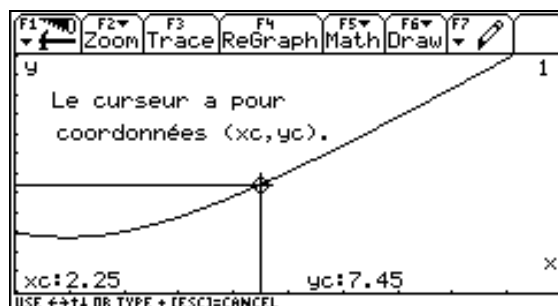 F1 F2 F3 F4 F5 F6 F7
Zoom Trace ReGraph Math Draw
y 1
Le curseur a pour
coordonnées (xc,yc).
x
xc:2.25 yc:7.45
USE ←→↑↓ OR TYPE + [ESC]=CANCEL